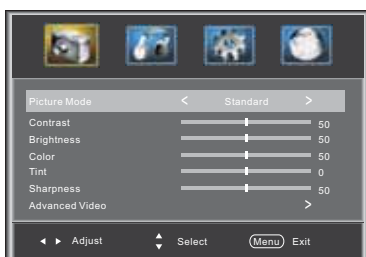 Picture Mode < Standard >
Contrast 50
Brightness 50
Color 50
Tint 0
Sharpness 50
Advanced Video >
◄ ► Adjust ▲▼ Select Menu Exit